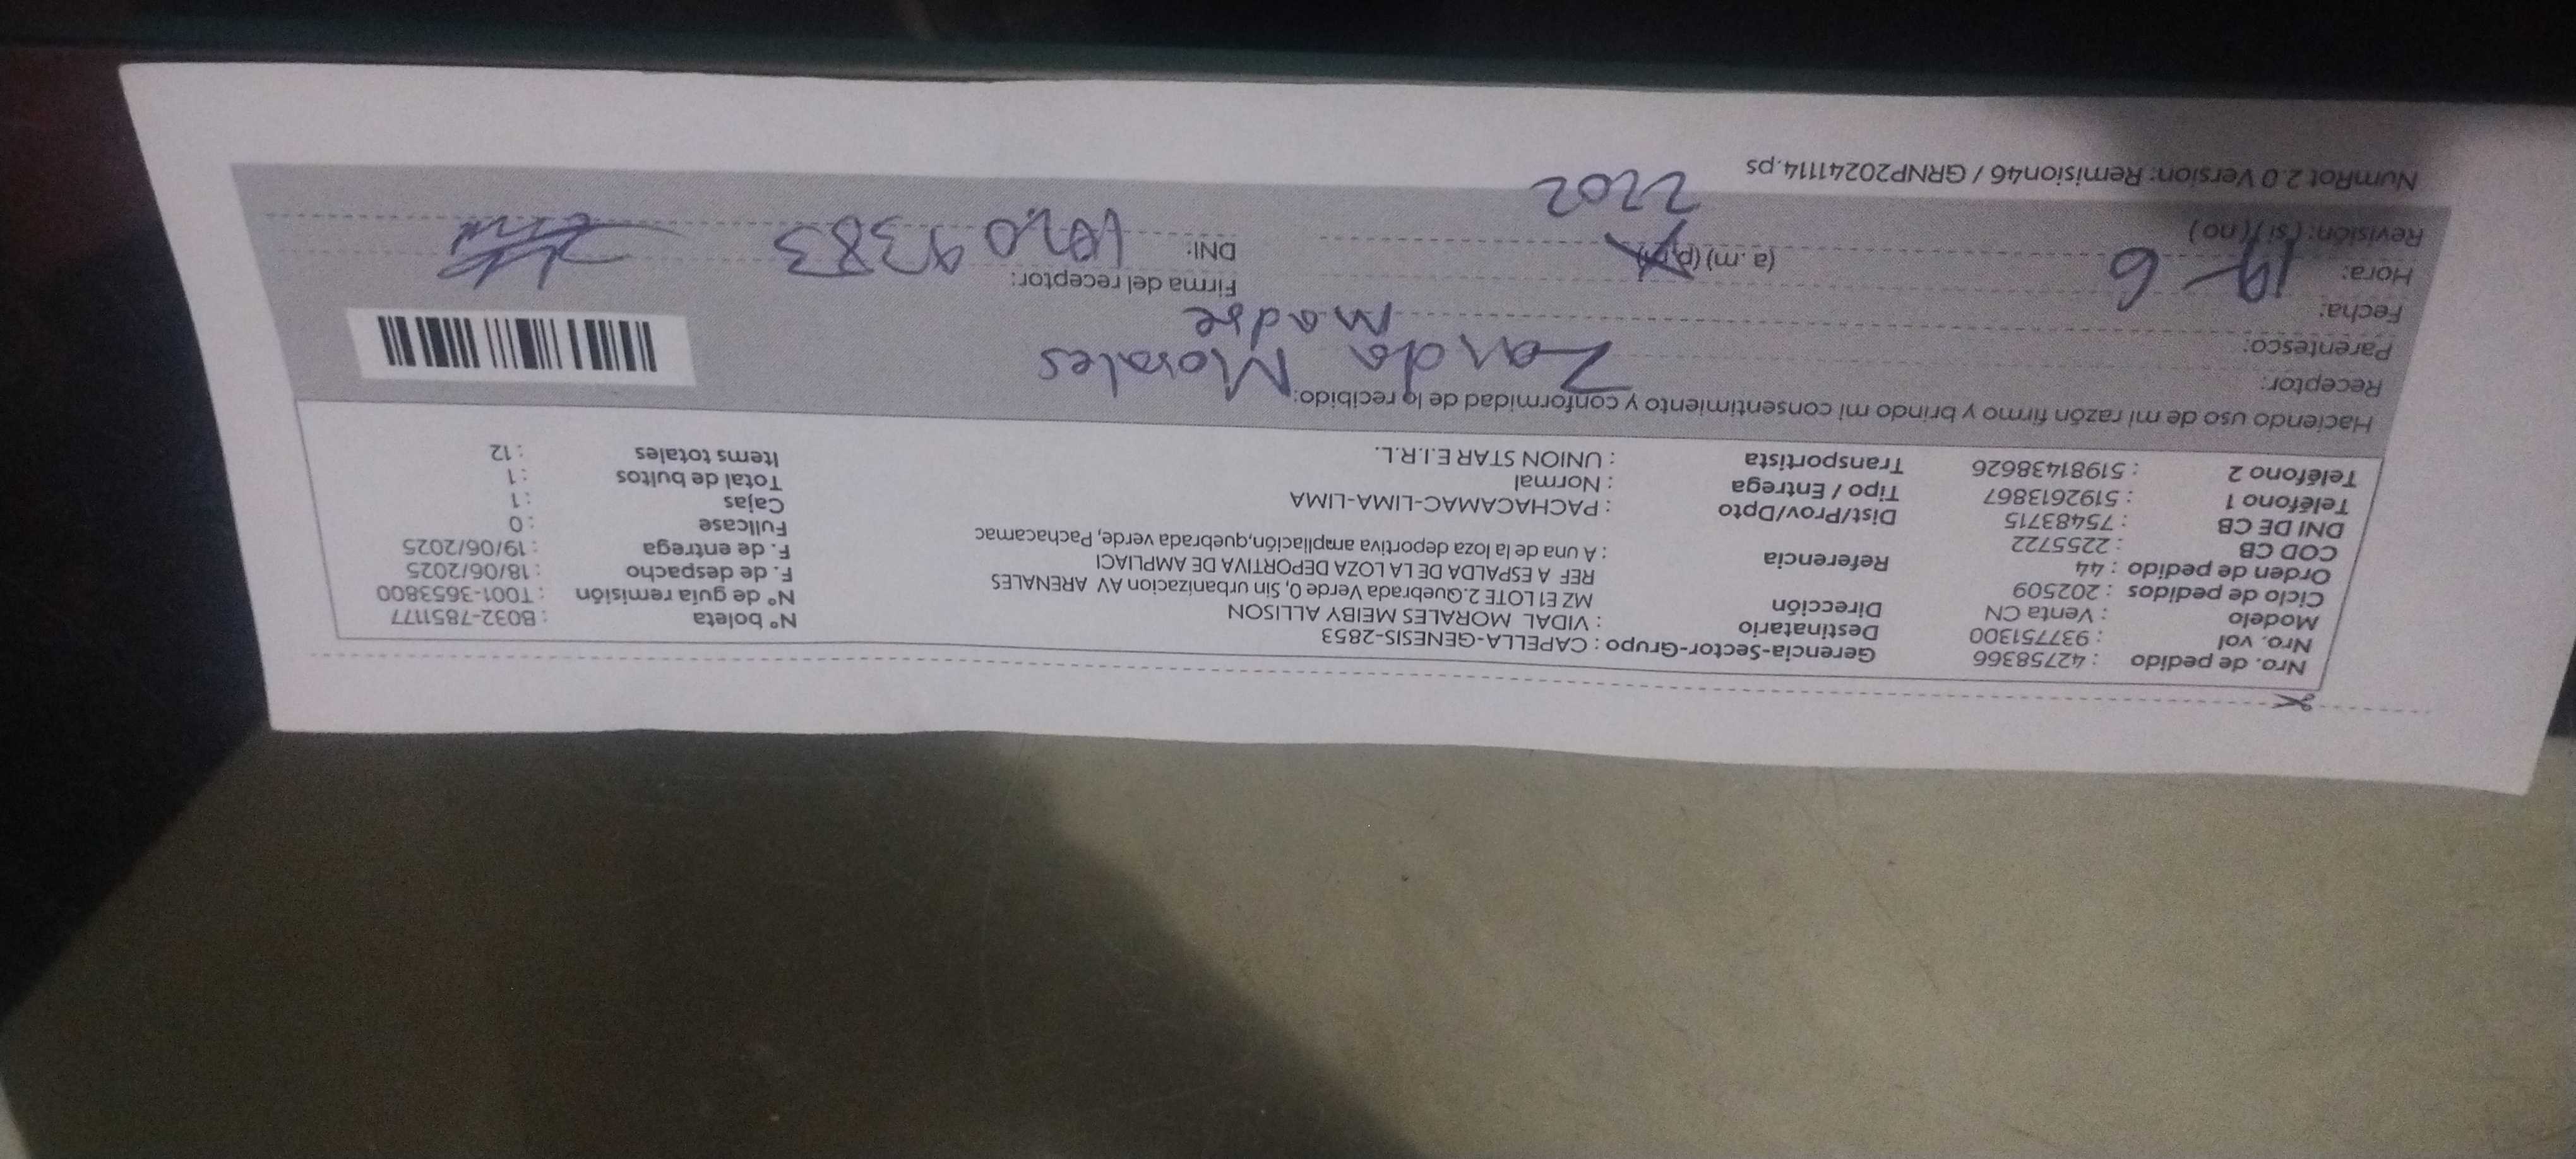 Nro. de pedido : 42758366 Gerencia-Sector-Grupo : CAPELLA-GENESIS-2853
Nro. vol : 937751300 Destinatario : VIDAL MORALES MEIBY ALLISON Nº boleta : B032-7851177
Modelo : Venta CN Dirección MZ E1 LOTE 2.Quebrada Verde 0, Sin urbanizacion AV ARENALES Nº de guía remisión : T001-3653800
Ciclo de pedidos : 202509 REF A ESPALDA DE LA LOZA DEPORTIVA DE AMPLIACI F. de despacho : 18/06/2025
Orden de pedido : 44 Referencia : A una de la loza deportiva ampliación,quebrada verde, Pachacamac F. de entrega : 19/06/2025
COD CB : 2255722 Fullcase : 0
DNI DE CB : 75483715 Dist/Prov/Dpto : PACHACAMAC-LIMA-LIMA Cajas : 1
Teléfono 1 : 5192613867 Tipo / Entrega : Normal Total de bultos : 1
Teléfono 2 : 51981438626 Transportista : UNION STAR E.I.R.L. Items totales : 12
Haciendo uso de mi razón firmo y brindo mi consentimiento y conformidad de lo recibido:
Receptor: Morales
Parentesco: Madre
Fecha: 19-6 Firma del receptor:
Hora: (a.m) (p.m) DNI:
Revisión: (si) (no) 2202
NumRot 2.0 Version: Remision46 / GRNP20241114.ps